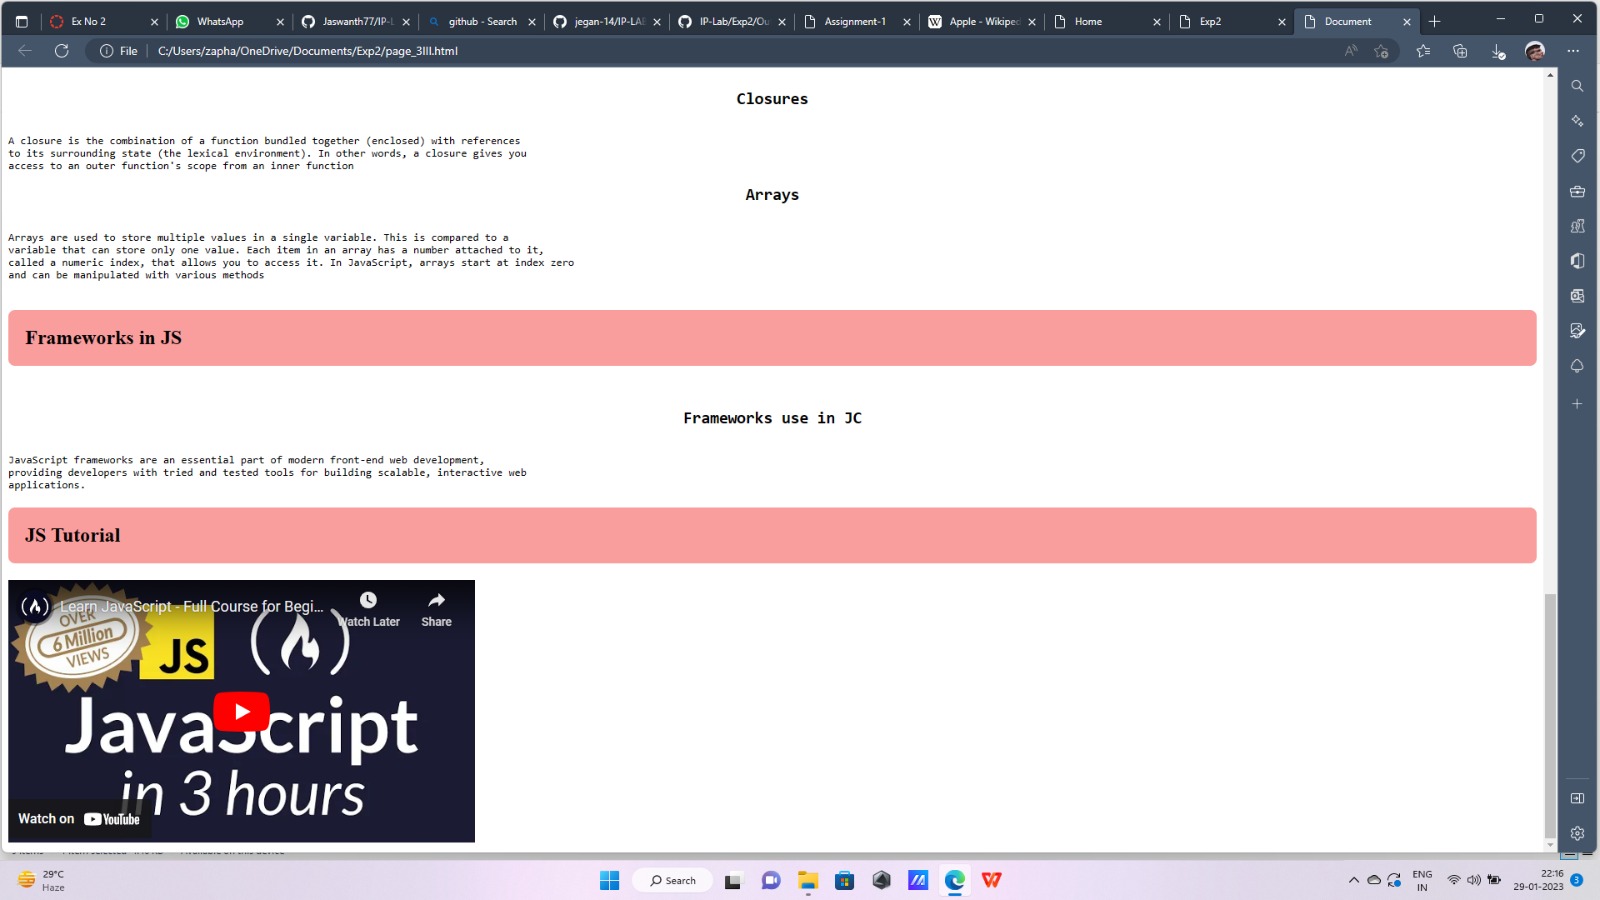 Ex No 2
WhatsApp
Jaswanth77/IP-L
github - Search
jegan-14/IP-LAB
IP-Lab/Exp2/Ou
Assignment-1
Apple - Wikiped
Home
Exp2
Document
File
C:/Users/zapha/OneDrive/Documents/Exp2/page_3III.html
Closures
A closure is the combination of a function bundled together (enclosed) with references
to its surrounding state (the lexical environment). In other words, a closure gives you
access to an outer function's scope from an inner function
Arrays
Arrays are used to store multiple values in a single variable. This is compared to a
variable that can store only one value. Each item in an array has a number attached to it,
called a numeric index, that allows you to access it. In JavaScript, arrays start at index zero
and can be manipulated with various methods
Frameworks in JS
Frameworks use in JC
JavaScript frameworks are an essential part of modern front-end web development,
providing developers with tried and tested tools for building scalable, interactive web
applications.
JS Tutorial
Learn JavaScript - Full Course for Begi...
Watch Later
Share
OVER
6 Million
VIEWS
JS
JavaScript
in 3 hours
Watch on YouTube
29°C
Haze
Search
ENG
IN
22:16
29-01-2023
3